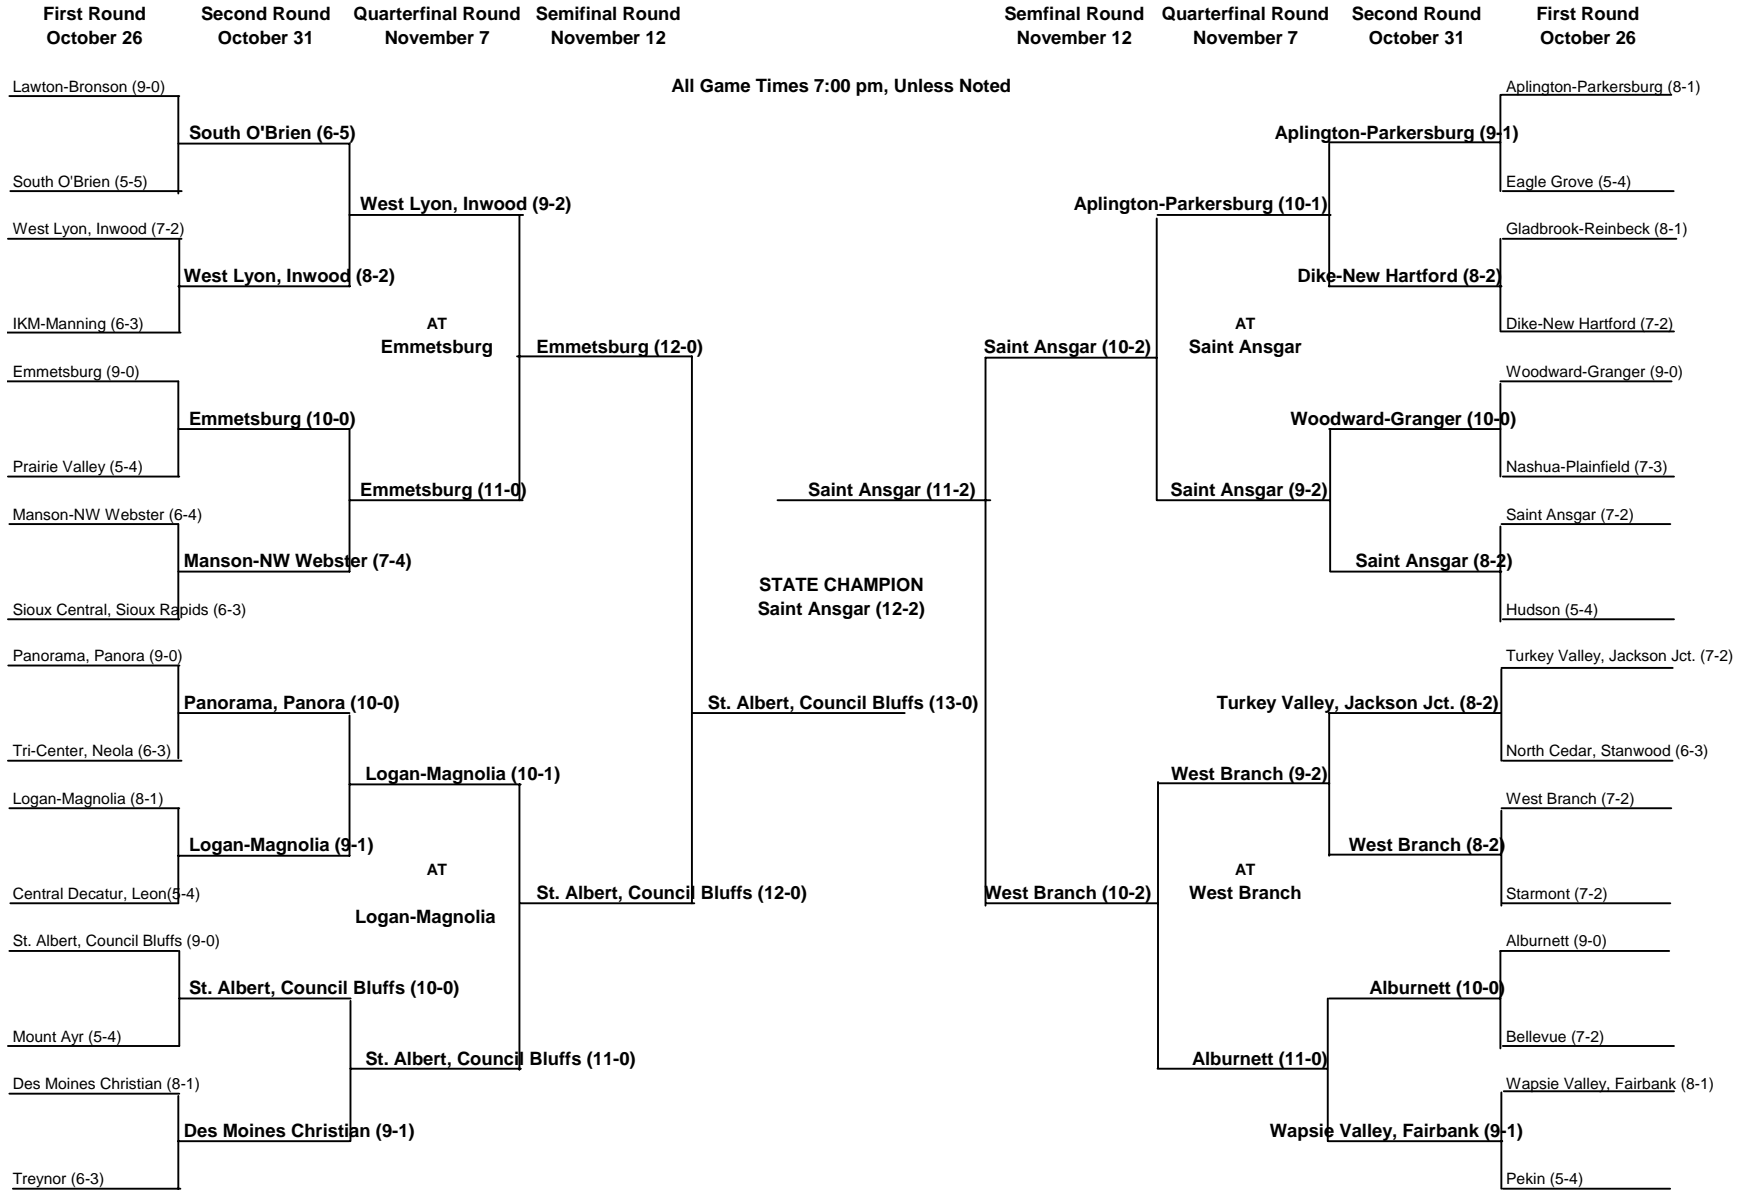 First Round
October 26
Second Round
October 31
Quarterfinal Round
November 7
Semifinal Round
November 12
Semfinal Round
November 12
Quarterfinal Round
November 7
Second Round
October 31
First Round
October 26
All Game Times 7:00 pm, Unless Noted
Lawton-Bronson (9-0)
South O'Brien (6-5)
South O'Brien (5-5)
West Lyon, Inwood (9-2)
West Lyon, Inwood (7-2)
West Lyon, Inwood (8-2)
IKM-Manning (6-3)
AT
Emmetsburg
Emmetsburg (12-0)
Emmetsburg (9-0)
Emmetsburg (10-0)
Prairie Valley (5-4)
Emmetsburg (11-0)
Manson-NW Webster (6-4)
Manson-NW Webster (7-4)
Sioux Central, Sioux Rapids (6-3)
Panorama, Panora (9-0)
Panorama, Panora (10-0)
St. Albert, Council Bluffs (13-0)
Tri-Center, Neola (6-3)
Logan-Magnolia (10-1)
Logan-Magnolia (8-1)
Logan-Magnolia (9-1)
AT
Logan-Magnolia
Central Decatur, Leon(5-4)
St. Albert, Council Bluffs (12-0)
St. Albert, Council Bluffs (9-0)
St. Albert, Council Bluffs (10-0)
Mount Ayr (5-4)
St. Albert, Council Bluffs (11-0)
Des Moines Christian (8-1)
Des Moines Christian (9-1)
Treynor (6-3)
Saint Ansgar (11-2)
STATE CHAMPION
Saint Ansgar (12-2)
Aplington-Parkersburg (8-1)
Aplington-Parkersburg (9-1)
Eagle Grove (5-4)
Aplington-Parkersburg (10-1)
Gladbrook-Reinbeck (8-1)
Dike-New Hartford (8-2)
Dike-New Hartford (7-2)
AT
Saint Ansgar
Saint Ansgar (10-2)
Woodward-Granger (9-0)
Woodward-Granger (10-0)
Nashua-Plainfield (7-3)
Saint Ansgar (9-2)
Saint Ansgar (7-2)
Saint Ansgar (8-2)
Hudson (5-4)
Turkey Valley, Jackson Jct. (7-2)
Turkey Valley, Jackson Jct. (8-2)
North Cedar, Stanwood (6-3)
West Branch (9-2)
West Branch (7-2)
West Branch (8-2)
AT
West Branch
West Branch (10-2)
Starmont (7-2)
Alburnett (9-0)
Alburnett (10-0)
Bellevue (7-2)
Alburnett (11-0)
Wapsie Valley, Fairbank (8-1)
Wapsie Valley, Fairbank (9-1)
Pekin (5-4)